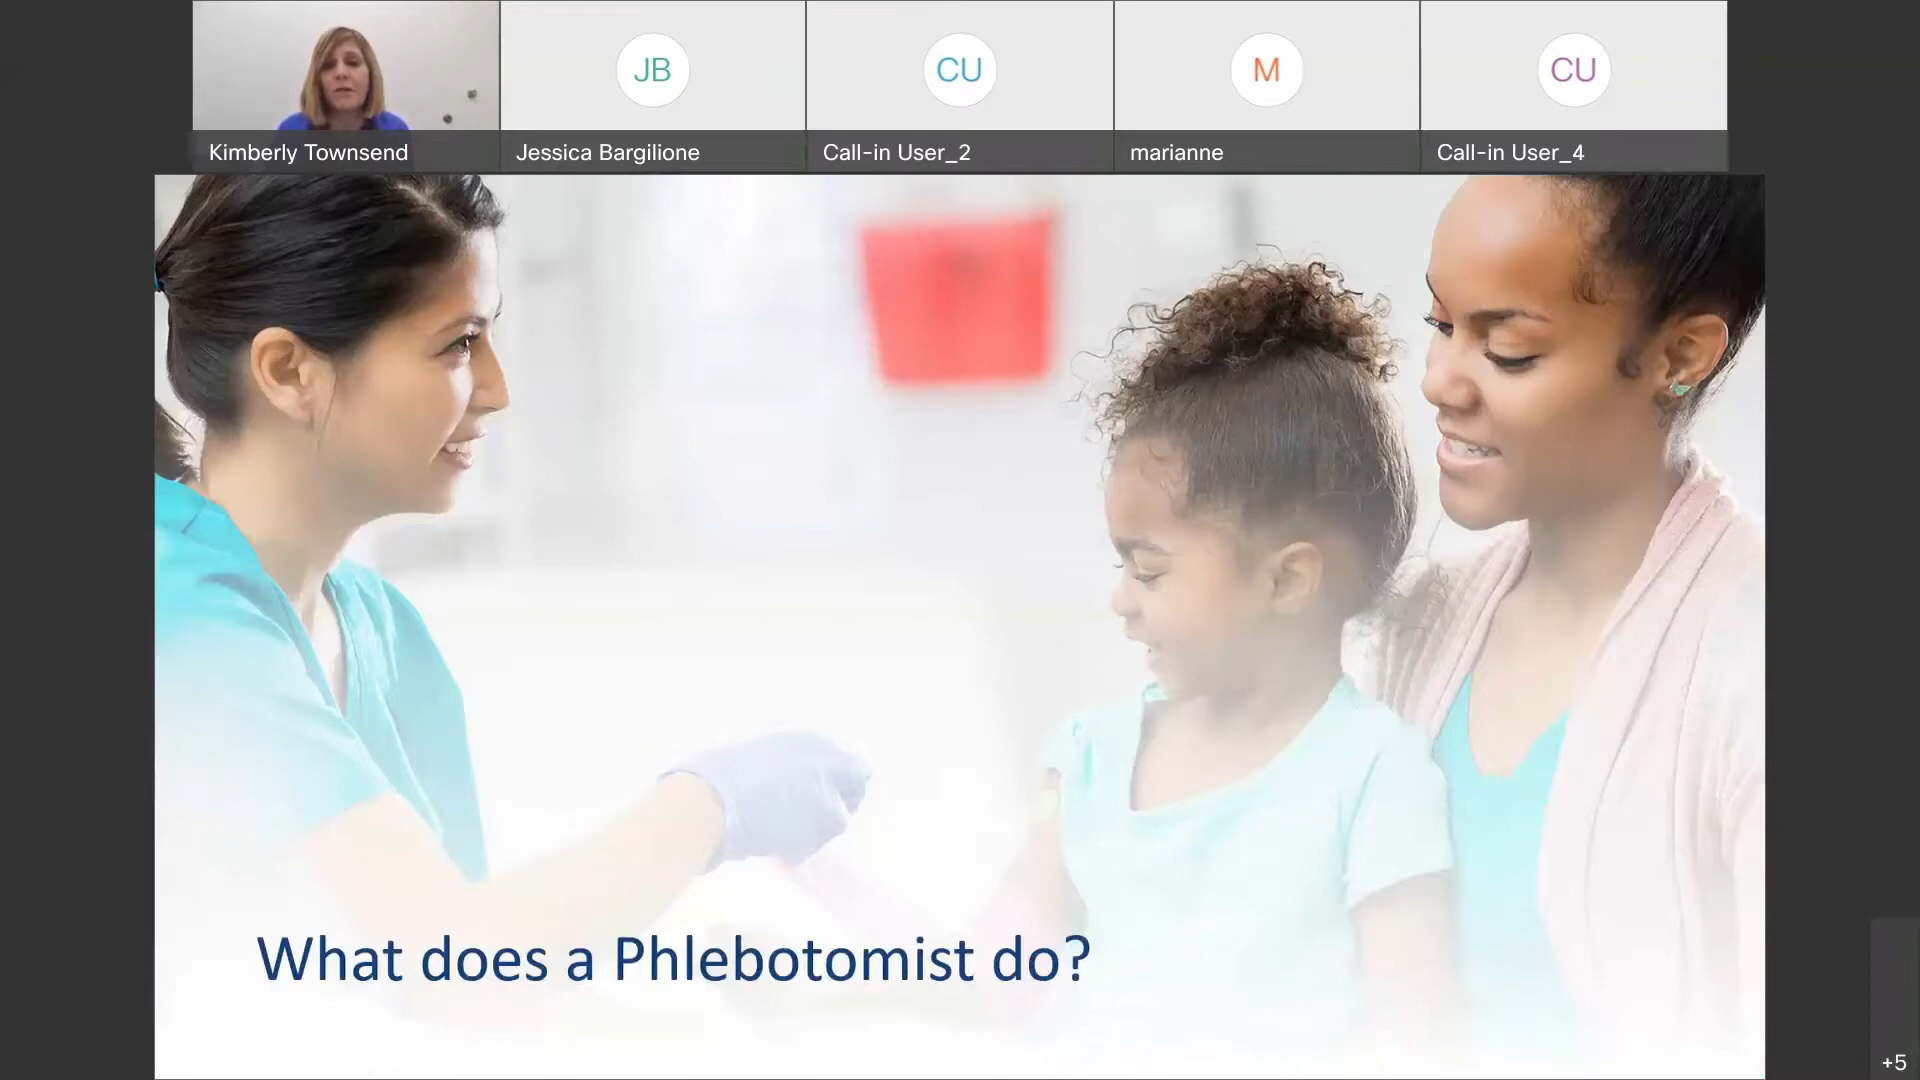 JB
CU
M
CU
Kimberly Townsend
Jessica Bargilione
Call-in User_2
marianne
Call-in User_4
What does a Phlebotomist do?
+5